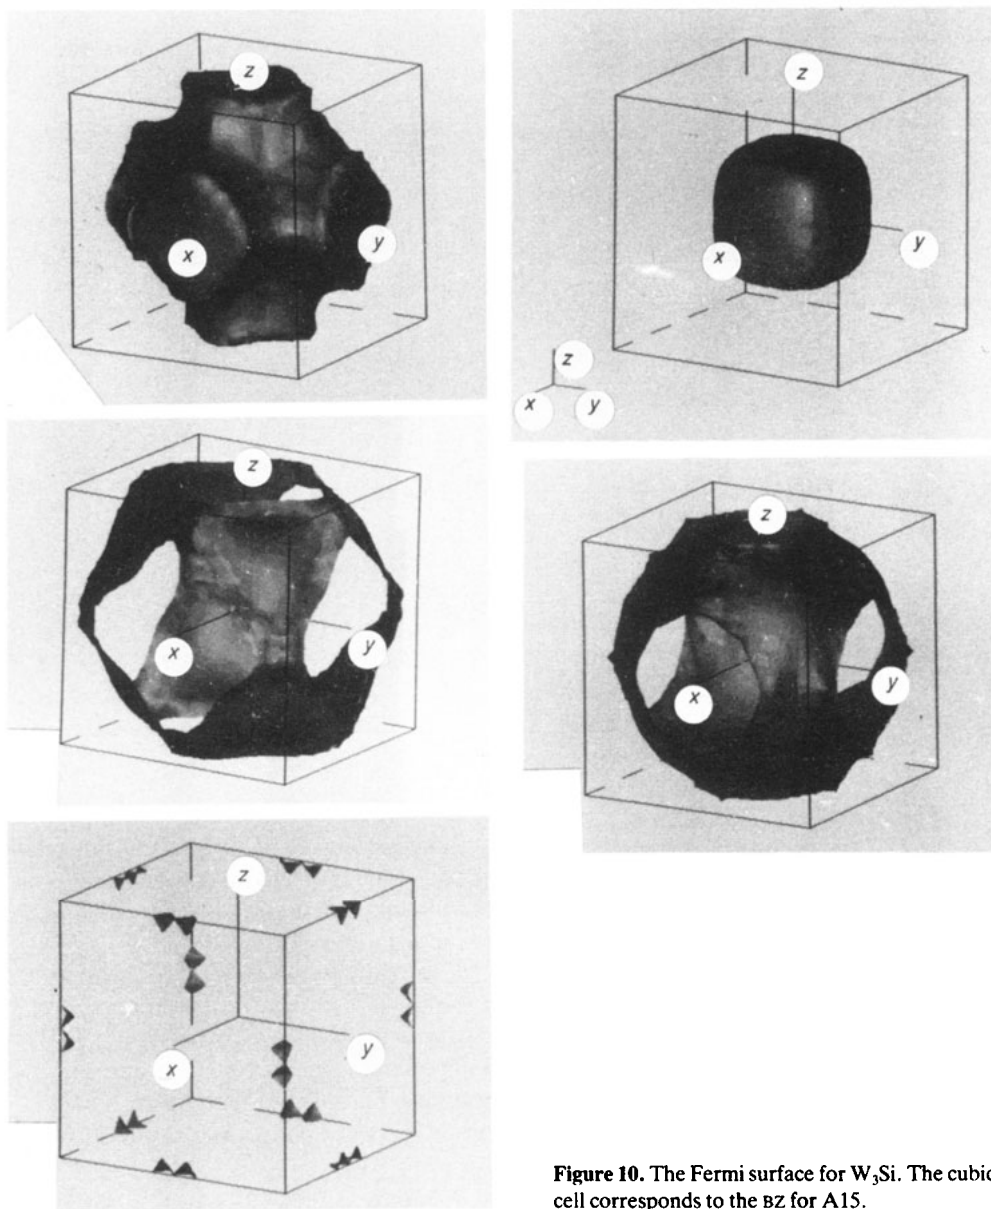 z
x
y
z
x
y
z
x
y
z
x
y
z
x
y
z
x
y
Figure 10. The Fermi surface for W₃Si. The cubic
cell corresponds to the BZ for A15.